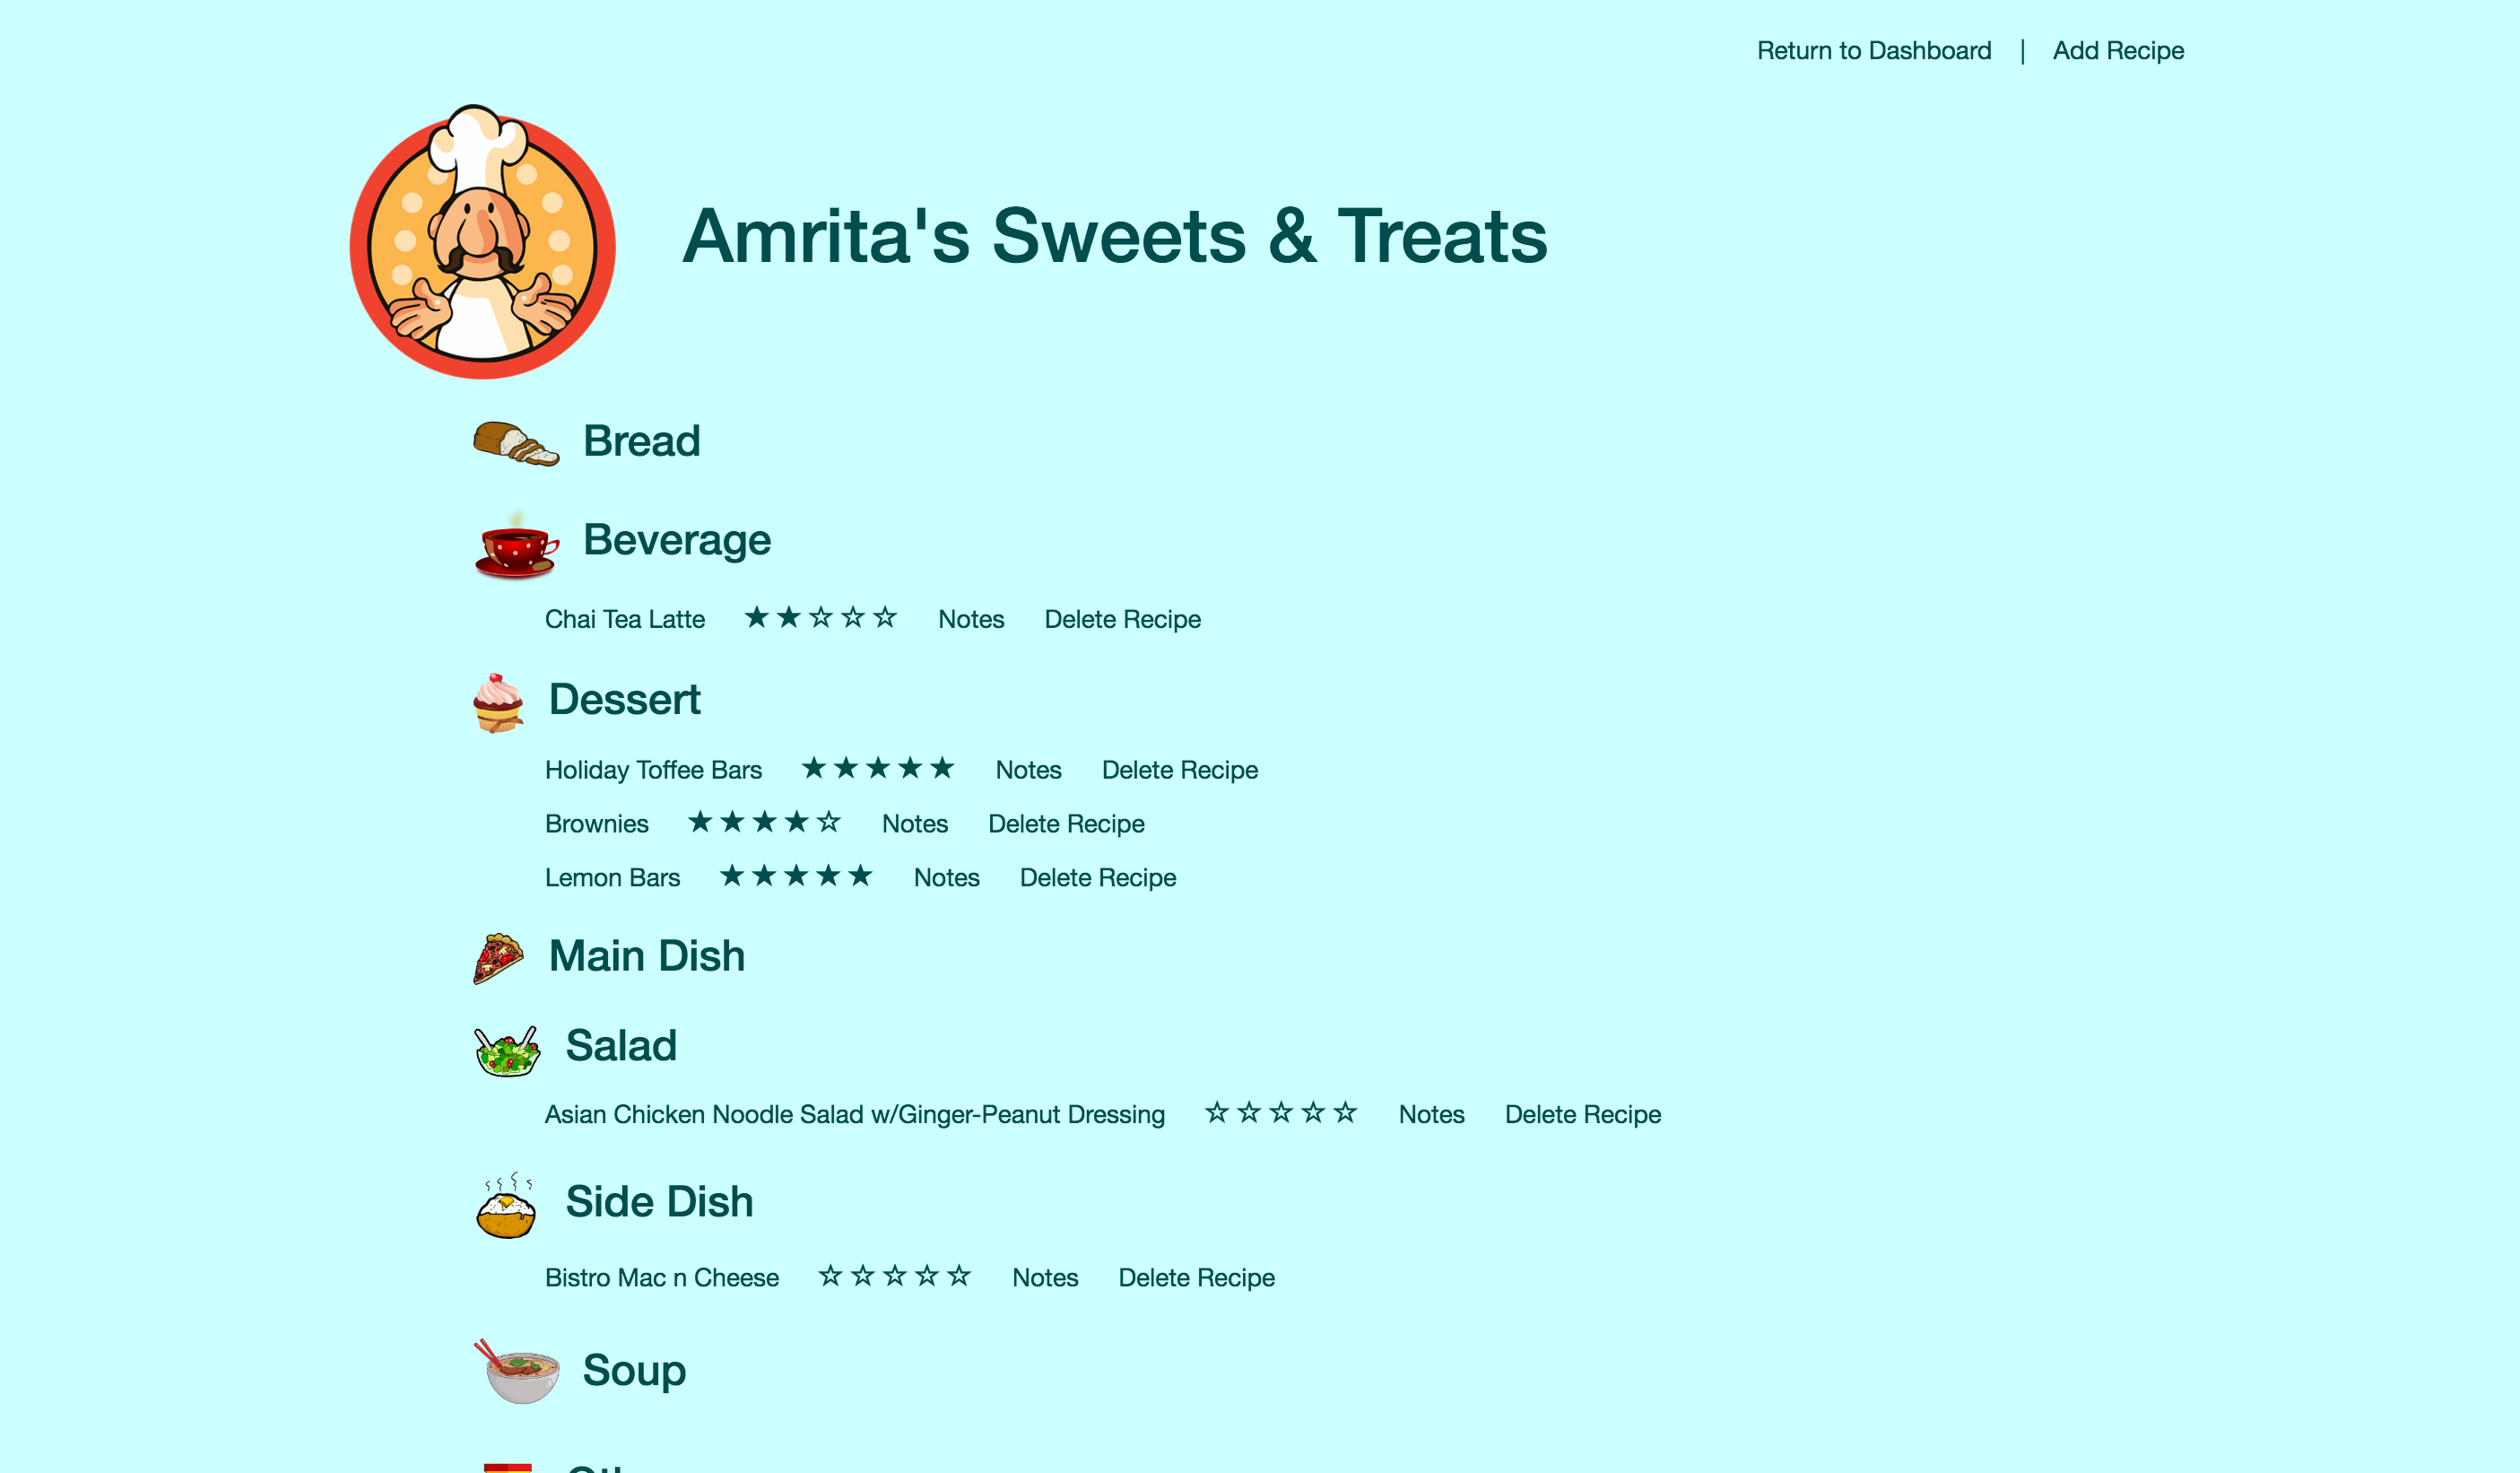 Return to Dashboard | Add Recipe
Amrita's Sweets & Treats
Bread
Beverage
Chai Tea Latte ★★☆☆☆ Notes Delete Recipe
Dessert
Holiday Toffee Bars ★★★★★ Notes Delete Recipe
Brownies ★★★★☆ Notes Delete Recipe
Lemon Bars ★★★★★ Notes Delete Recipe
Main Dish
Salad
Asian Chicken Noodle Salad w/Ginger-Peanut Dressing ☆☆☆☆☆ Notes Delete Recipe
Side Dish
Bistro Mac n Cheese ☆☆☆☆☆ Notes Delete Recipe
Soup